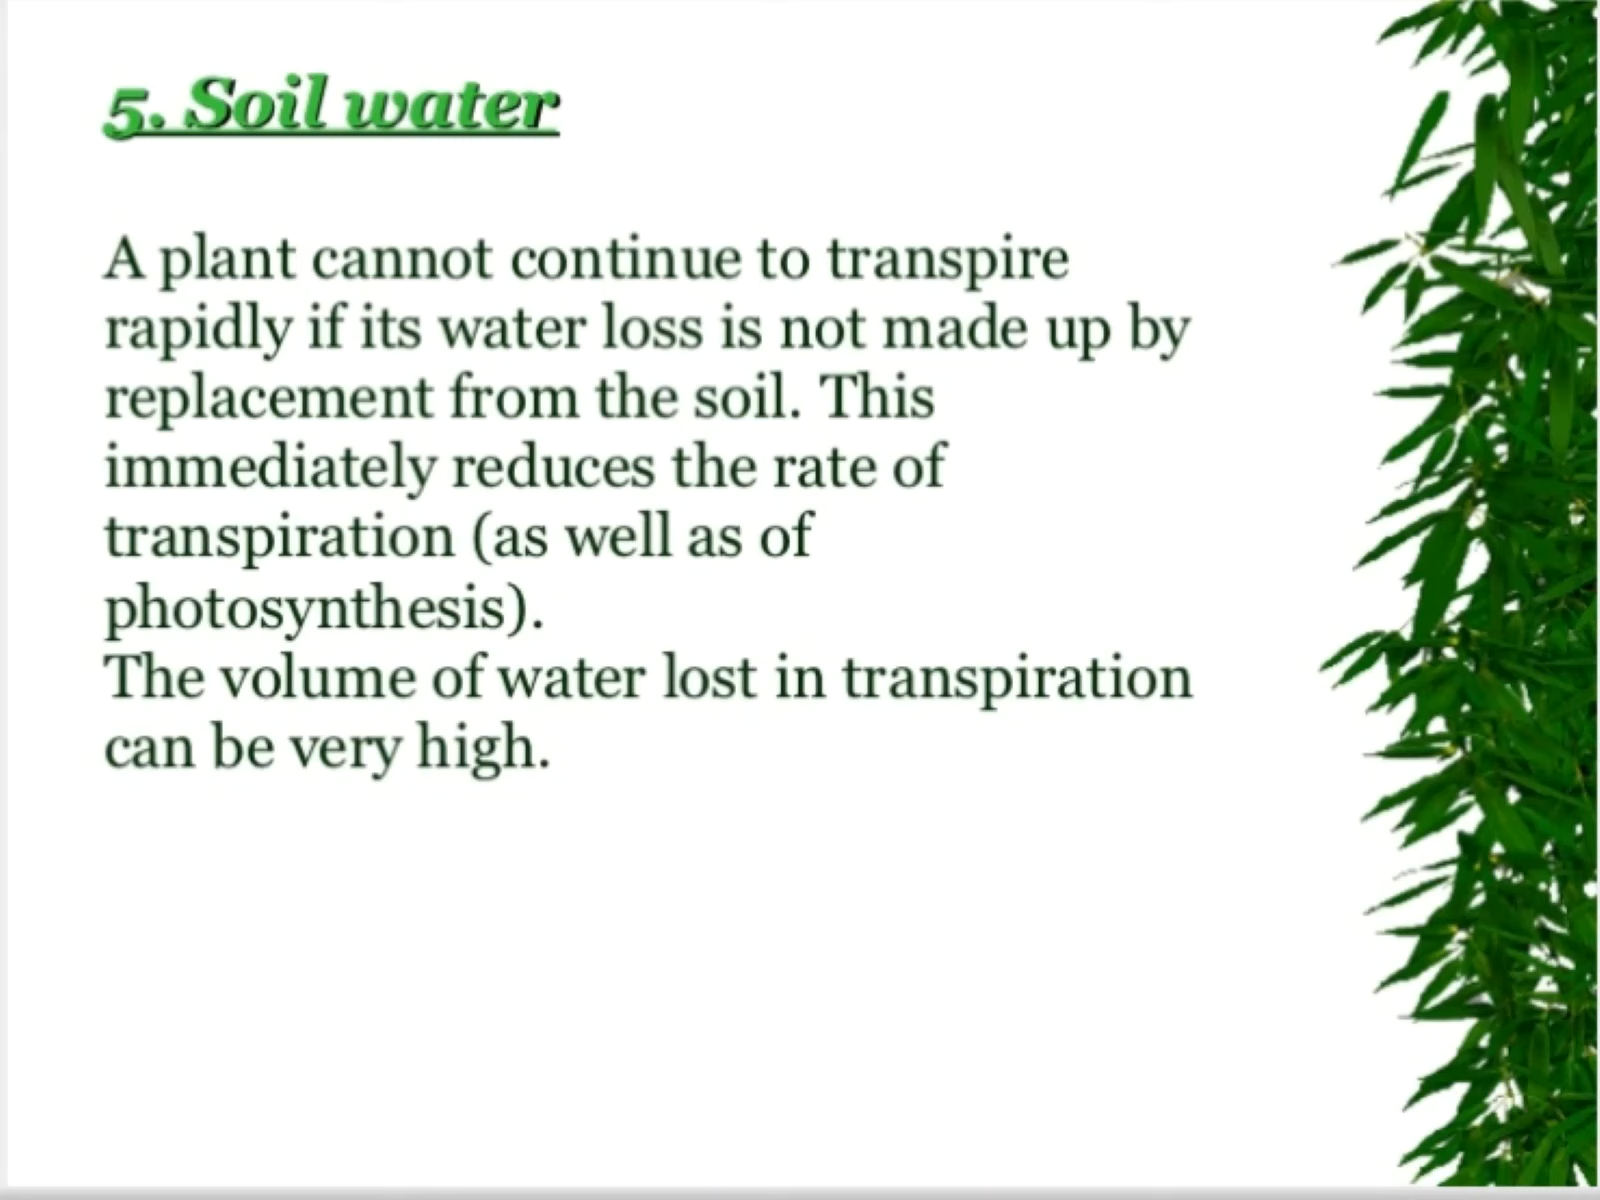 5. Soil water
A plant cannot continue to transpire
rapidly if its water loss is not made up by
replacement from the soil. This
immediately reduces the rate of
transpiration (as well as of
photosynthesis).
The volume of water lost in transpiration
can be very high.